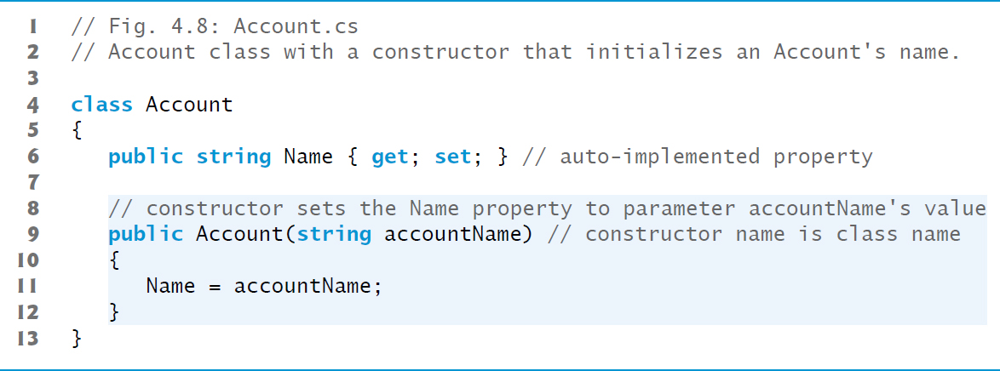 1 // Fig. 4.8: Account.cs
2 // Account class with a constructor that initializes an Account's name.
3
4 class Account
5 {
6 public string Name { get; set; } // auto-implemented property
7
8 // constructor sets the Name property to parameter accountName's value
9 public Account(string accountName) // constructor name is class name
10 {
11 Name = accountName;
12 }
13 }